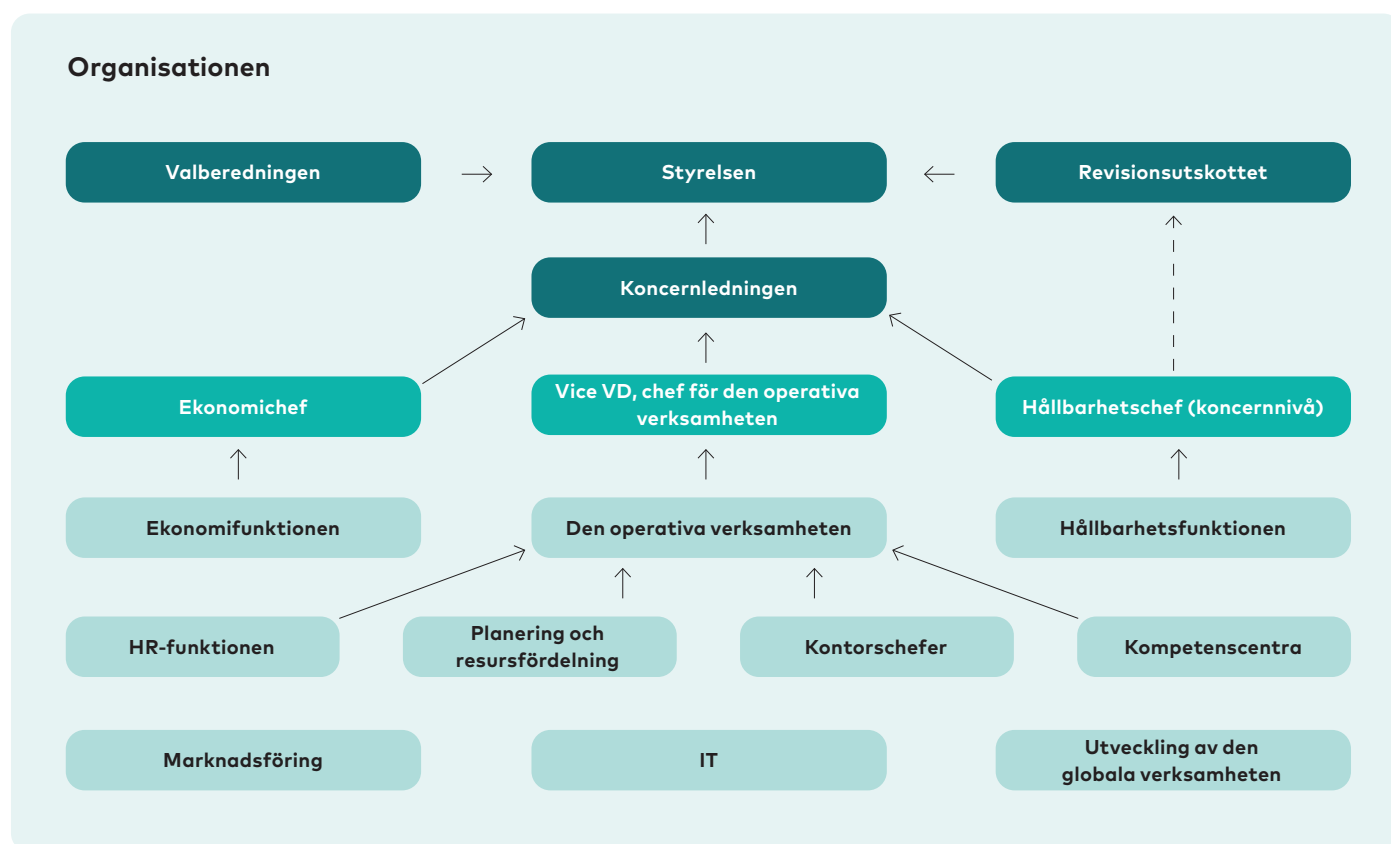 Organisationen
Valberedningen
Styrelsen
Revisionsutskottet
Koncernledningen
Ekonomichef
Vice VD, chef för den operativa
verksamheten
Hållbarhetschef (koncernnivå)
Ekonomifunktionen
Den operativa verksamheten
Hållbarhetsfunktionen
HR-funktionen
Planering och
resursfördelning
Kontorschefer
Kompetenscentra
Marknadsföring
IT
Utveckling av den
globala verksamheten